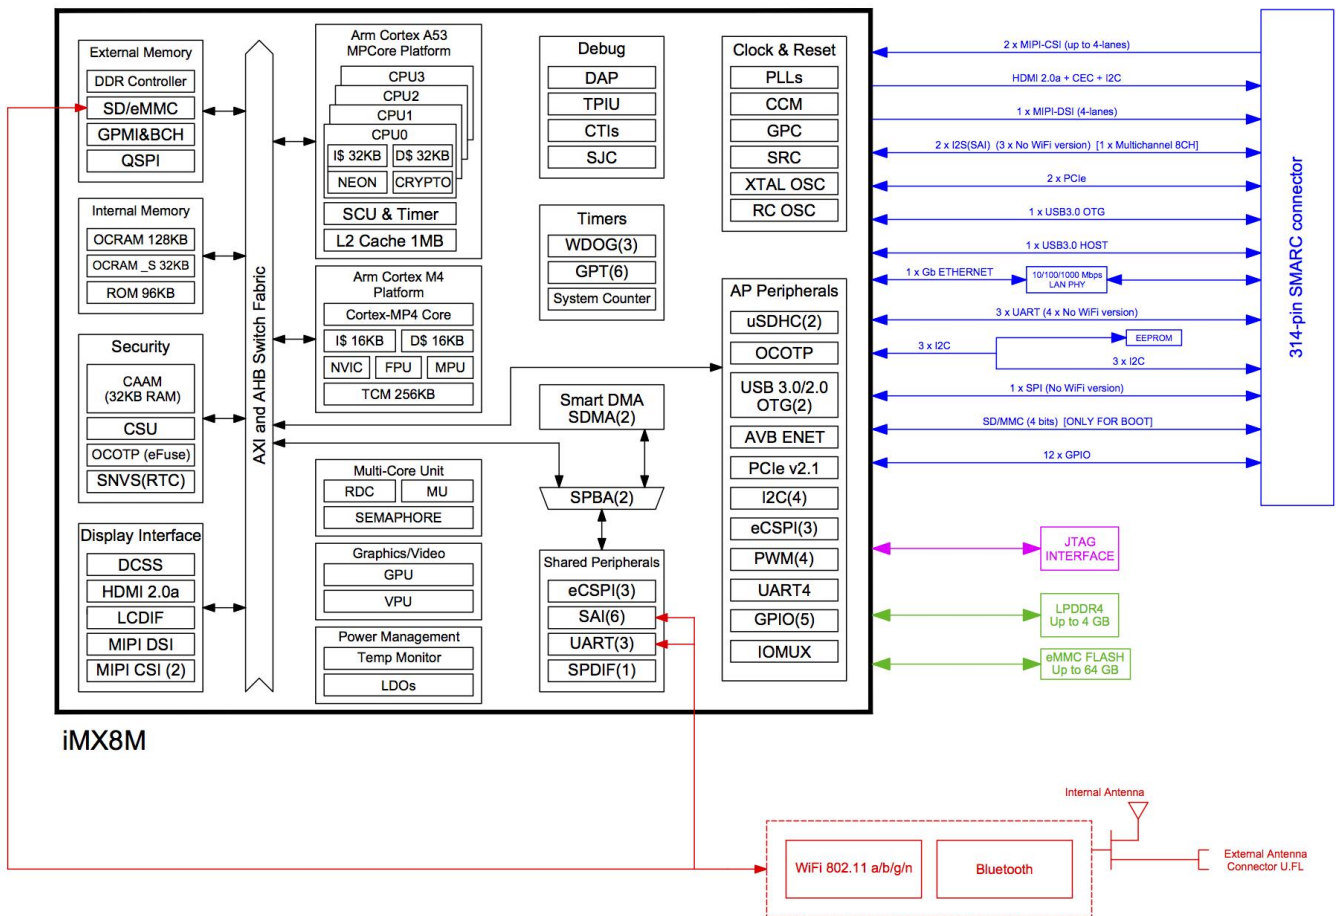 External Memory
DDR Controller
SD/eMMC
GPMI&BCH
QSPI
Internal Memory
OCRAM 128KB
OCRAM _S 32KB
ROM 96KB
Security
CAAM
(32KB RAM)
CSU
OCOTP (eFuse)
SNVS(RTC)
Display Interface
DCSS
HDMI 2.0a
LCDIF
MIPI DSI
MIPI CSI (2)
AXI and AHB Switch Fabric
Arm Cortex A53
MPCore Platform
CPU3
CPU2
CPU1
CPU0
I$ 32KB
D$ 32KB
NEON
CRYPTO
SCU & Timer
L2 Cache 1MB
Arm Cortex M4
Platform
Cortex-MP4 Core
I$ 16KB
D$ 16KB
NVIC
FPU
MPU
TCM 256KB
Multi-Core Unit
RDC
MU
SEMAPHORE
Graphics/Video
GPU
VPU
Power Management
Temp Monitor
LDOs
Debug
DAP
TPIU
CTIs
SJC
Timers
WDOG(3)
GPT(6)
System Counter
Smart DMA
SDMA(2)
SPBA(2)
Shared Peripherals
eCSPI(3)
SAI(6)
UART(3)
SPDIF(1)
Clock & Reset
PLLs
CCM
GPC
SRC
XTAL OSC
RC OSC
AP Peripherals
uSDHC(2)
OCOTP
USB 3.0/2.0
OTG(2)
AVB ENET
PCIe v2.1
I2C(4)
eCSPI(3)
PWM(4)
UART4
GPIO(5)
IOMUX
iMX8M
2 x MIPI-CSI (up to 4-lanes)
HDMI 2.0a + CEC + I2C
1 x MIPI-DSI (4-lanes)
2 x I2S(SAI) (3 x No WiFi version) [1 x Multichannel 8CH]
2 x PCIe
1 x USB3.0 OTG
1 x USB3.0 HOST
1 x Gb ETHERNET
10/100/1000 Mbps
LAN PHY
3 x UART (4 x No WiFi version)
3 x I2C
EEPROM
3 x I2C
1 x SPI (No WiFi version)
SD/MMC (4 bits) [ONLY FOR BOOT]
12 x GPIO
314-pin SMARC connector
JTAG
INTERFACE
LPDDR4
Up to 4 GB
eMMC FLASH
Up to 64 GB
Internal Antenna
WiFi 802.11 a/b/g/n
Bluetooth
External Antenna
Connector U.FL